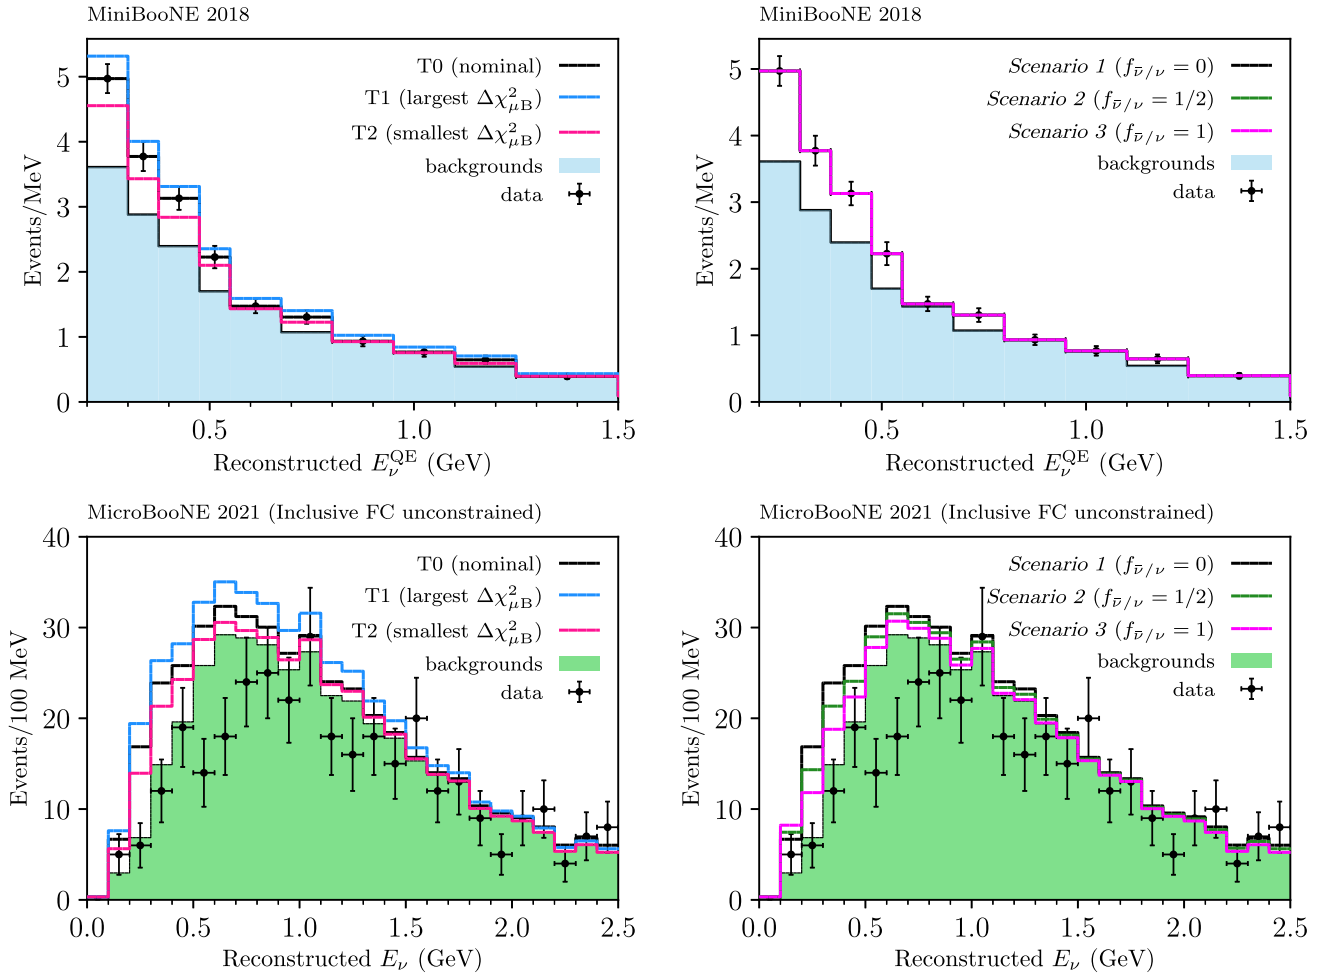 MiniBooNE 2018
Events/MeV
5
4
3
2
1
0
T0 (nominal)
T1 (largest Δχ²_μB)
T2 (smallest Δχ²_μB)
backgrounds
data
0.5
1.0
1.5
Reconstructed E_ν^QE (GeV)
MiniBooNE 2018
Events/MeV
5
4
3
2
1
0
Scenario 1 (f_ν̄/ν = 0)
Scenario 2 (f_ν̄/ν = 1/2)
Scenario 3 (f_ν̄/ν = 1)
backgrounds
data
0.5
1.0
1.5
Reconstructed E_ν^QE (GeV)
MicroBooNE 2021 (Inclusive FC unconstrained)
Events/100 MeV
40
30
20
10
0
T0 (nominal)
T1 (largest Δχ²_μB)
T2 (smallest Δχ²_μB)
backgrounds
data
0.0
0.5
1.0
1.5
2.0
2.5
Reconstructed E_ν (GeV)
MicroBooNE 2021 (Inclusive FC unconstrained)
Events/100 MeV
40
30
20
10
0
Scenario 1 (f_ν̄/ν = 0)
Scenario 2 (f_ν̄/ν = 1/2)
Scenario 3 (f_ν̄/ν = 1)
backgrounds
data
0.0
0.5
1.0
1.5
2.0
2.5
Reconstructed E_ν (GeV)